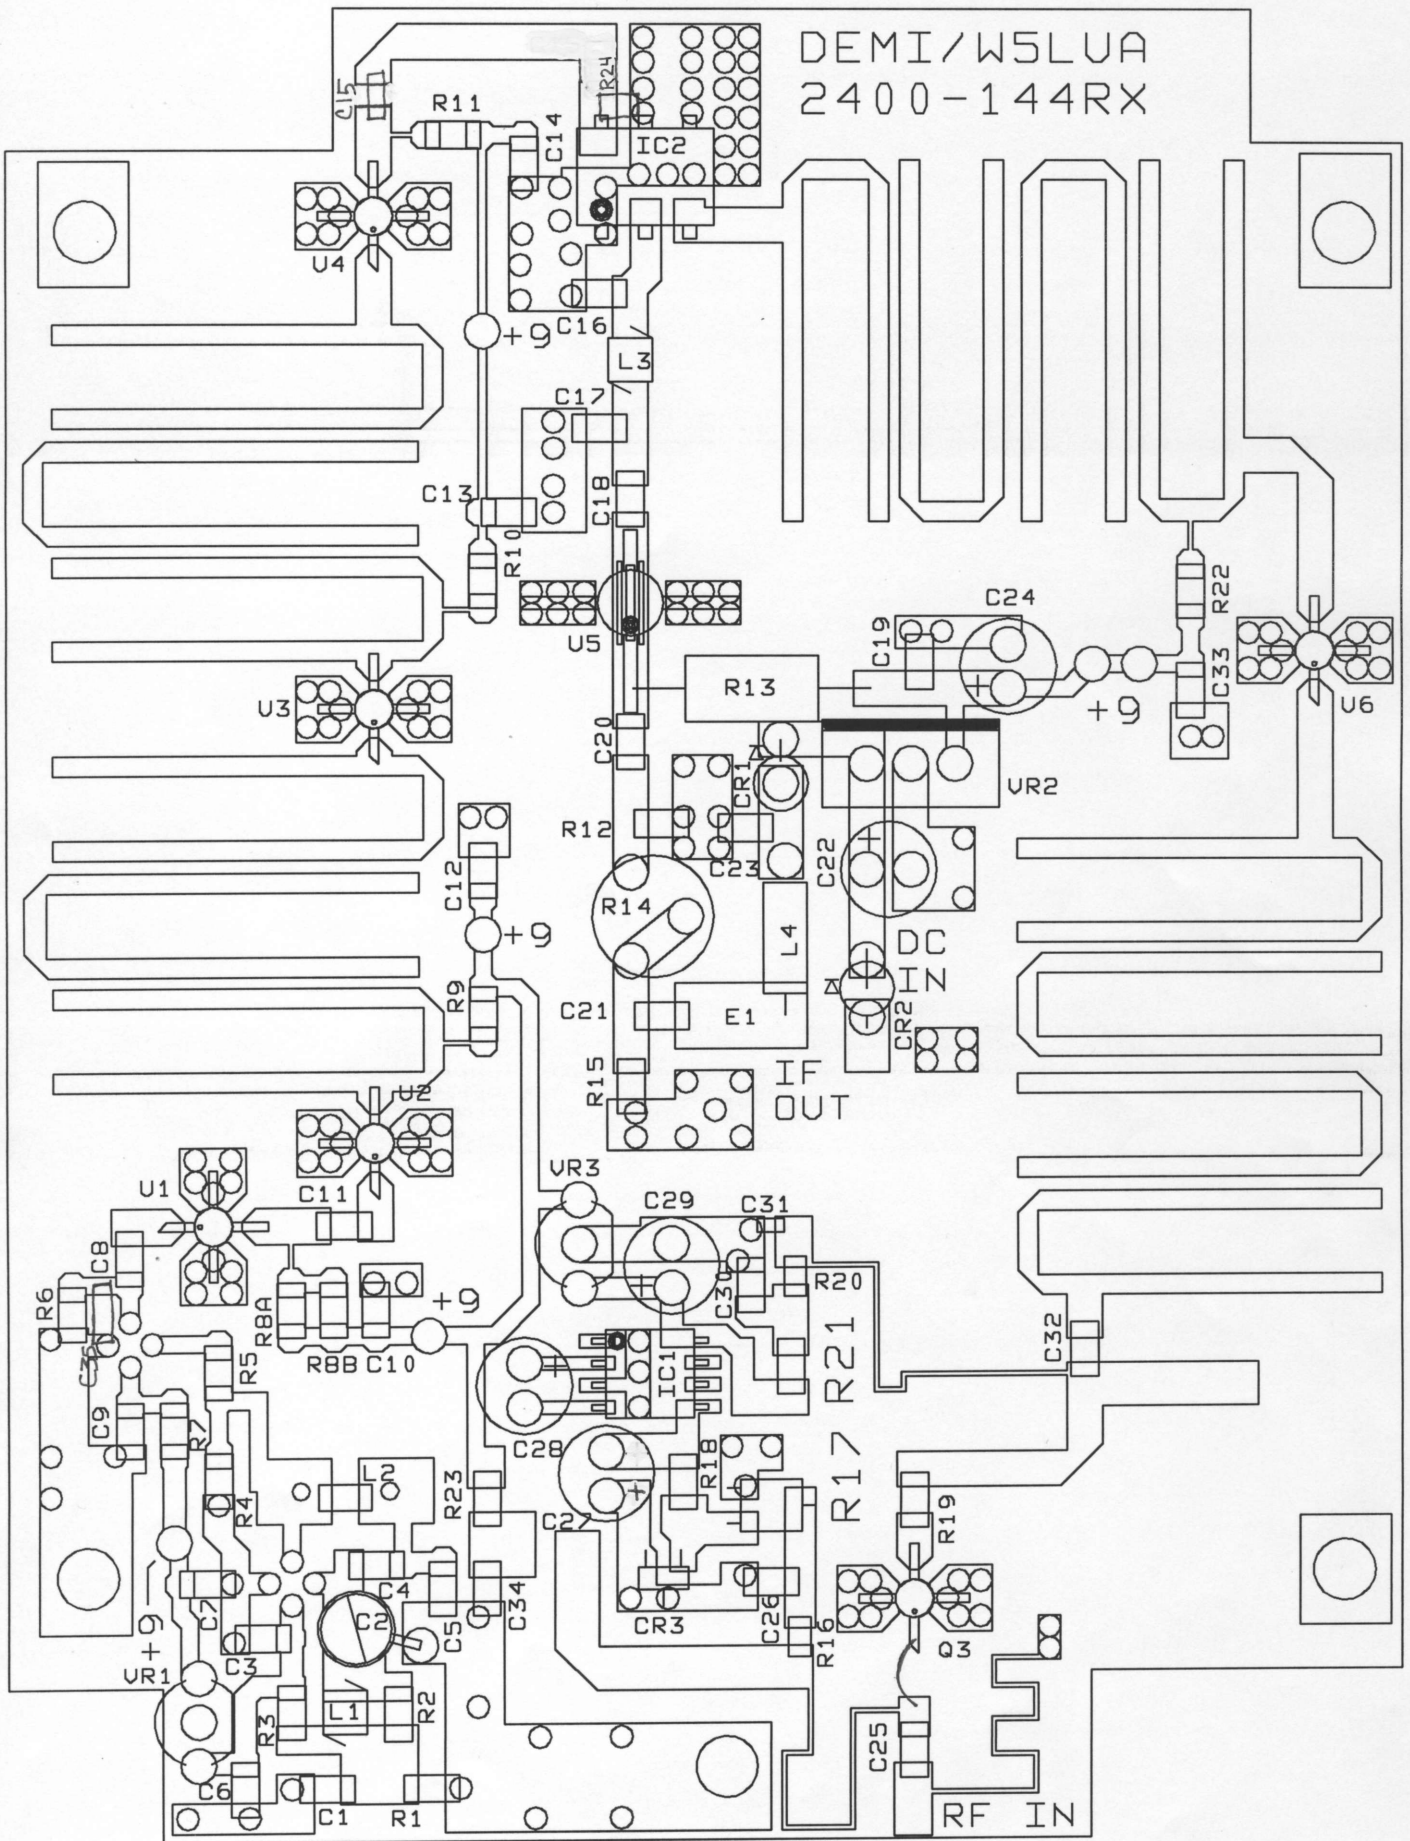 DEMI/W5LVA
2400-144RX
C15
R11
C14
R24
IC2
U4
+9
C16
L3
C17
C13
C18
R10
U5
C24
R22
C19
C33
R13
+9
U6
U3
C20
CR1
VR2
R12
C23
C22
C12
R14
+9
L4
DC
IN
R9
C21
E1
CR2
IF
OUT
R15
U2
U1
C11
VR3
C29
C31
C8
R20
C30
R6
R8A
+9
C32
C35
R5
R8B
C10
IC1
R21
C9
R7
C28
R18
R17
L2
R23
R4
C27
R19
+9
C7
C4
C2
C5
C34
CR3
C26
R16
Q3
C3
VR1
R3
L1
R2
C25
C6
C1
R1
RF IN